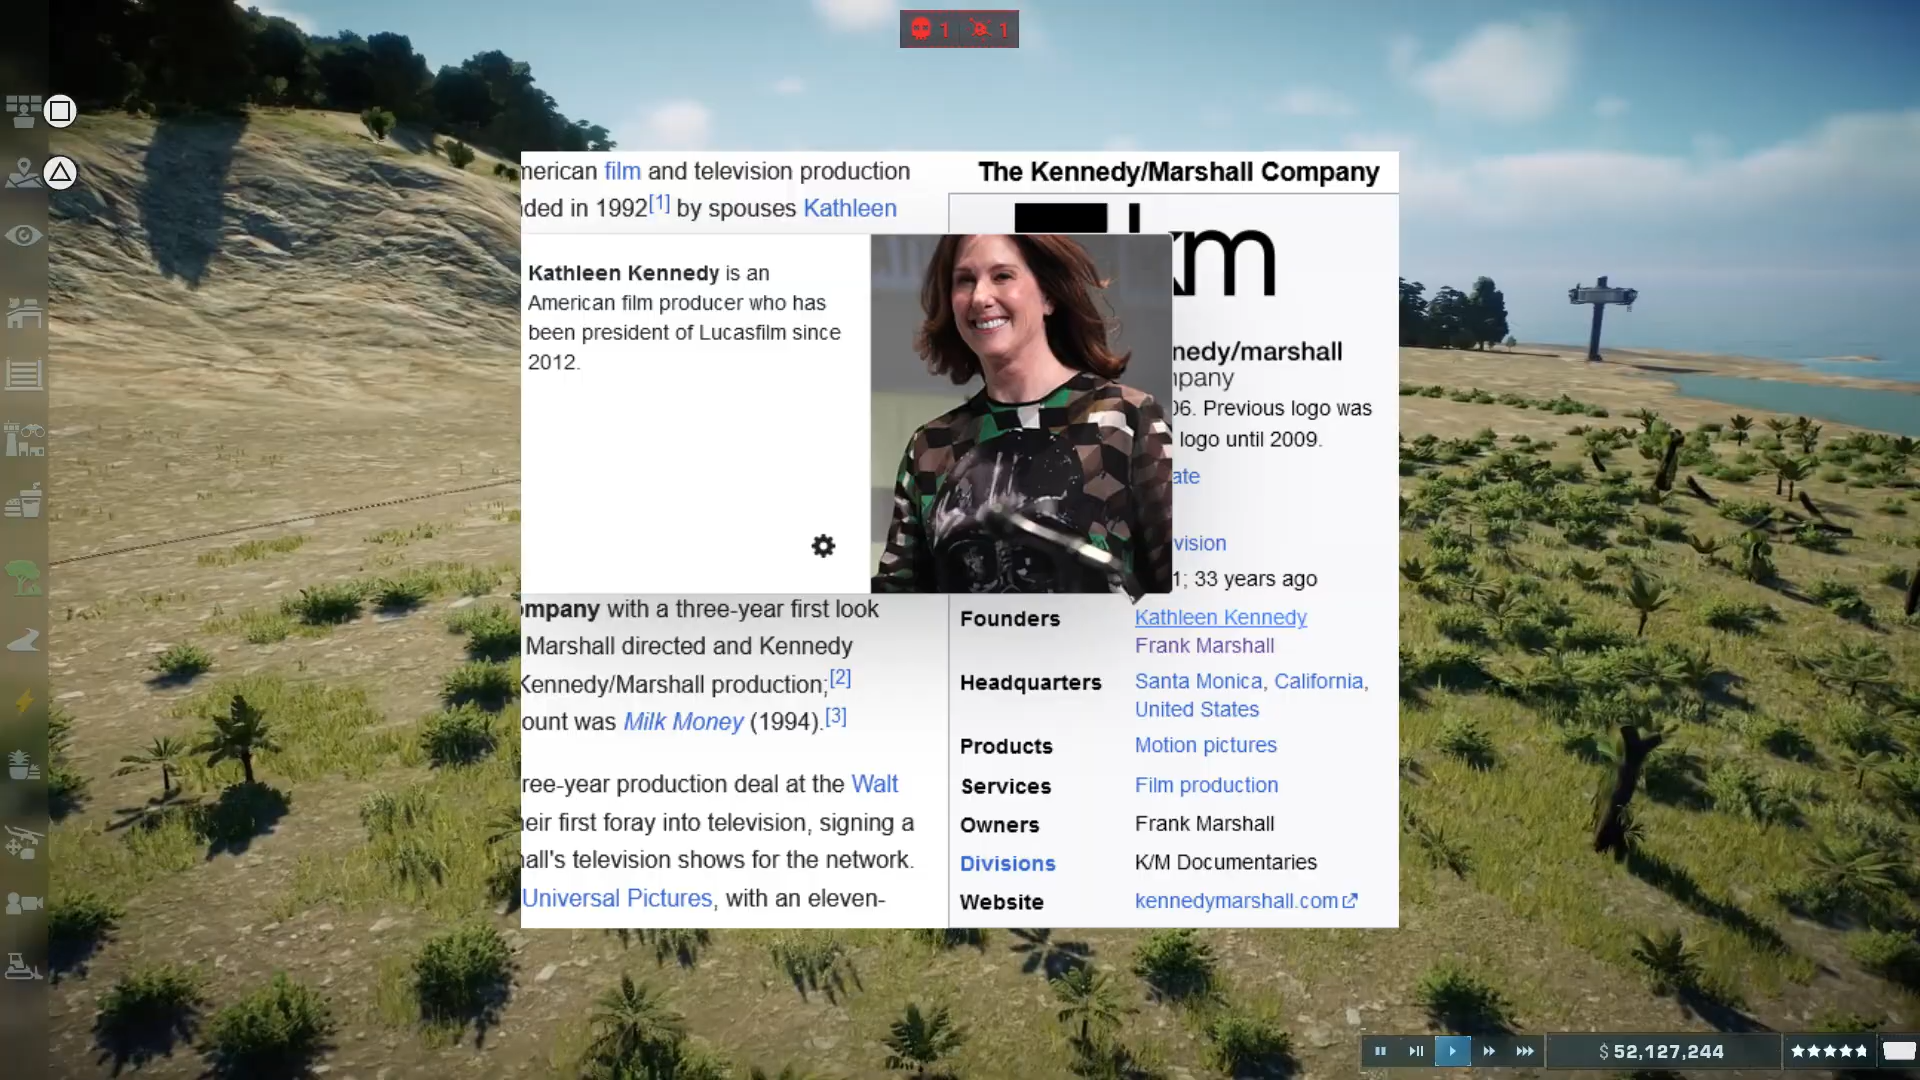 1 1
merican film and television production
ded in 1992[1] by spouses Kathleen
Kathleen Kennedy is an
American film producer who has
been president of Lucasfilm since
2012.
ompany with a three-year first look
Marshall directed and Kennedy
Kennedy/Marshall production;[2]
ount was Milk Money (1994).[3]
ree-year production deal at the Walt
eir first foray into television, signing a
all's television shows for the network.
Universal Pictures, with an eleven-
The Kennedy/Marshall Company
km
nedy/marshall
mpany
06. Previous logo was
logo until 2009.
ate
vision
1; 33 years ago
Founders Kathleen Kennedy
Frank Marshall
Headquarters Santa Monica, California,
United States
Products Motion pictures
Services Film production
Owners Frank Marshall
Divisions K/M Documentaries
Website kennedymarshall.com
$ 52,127,244